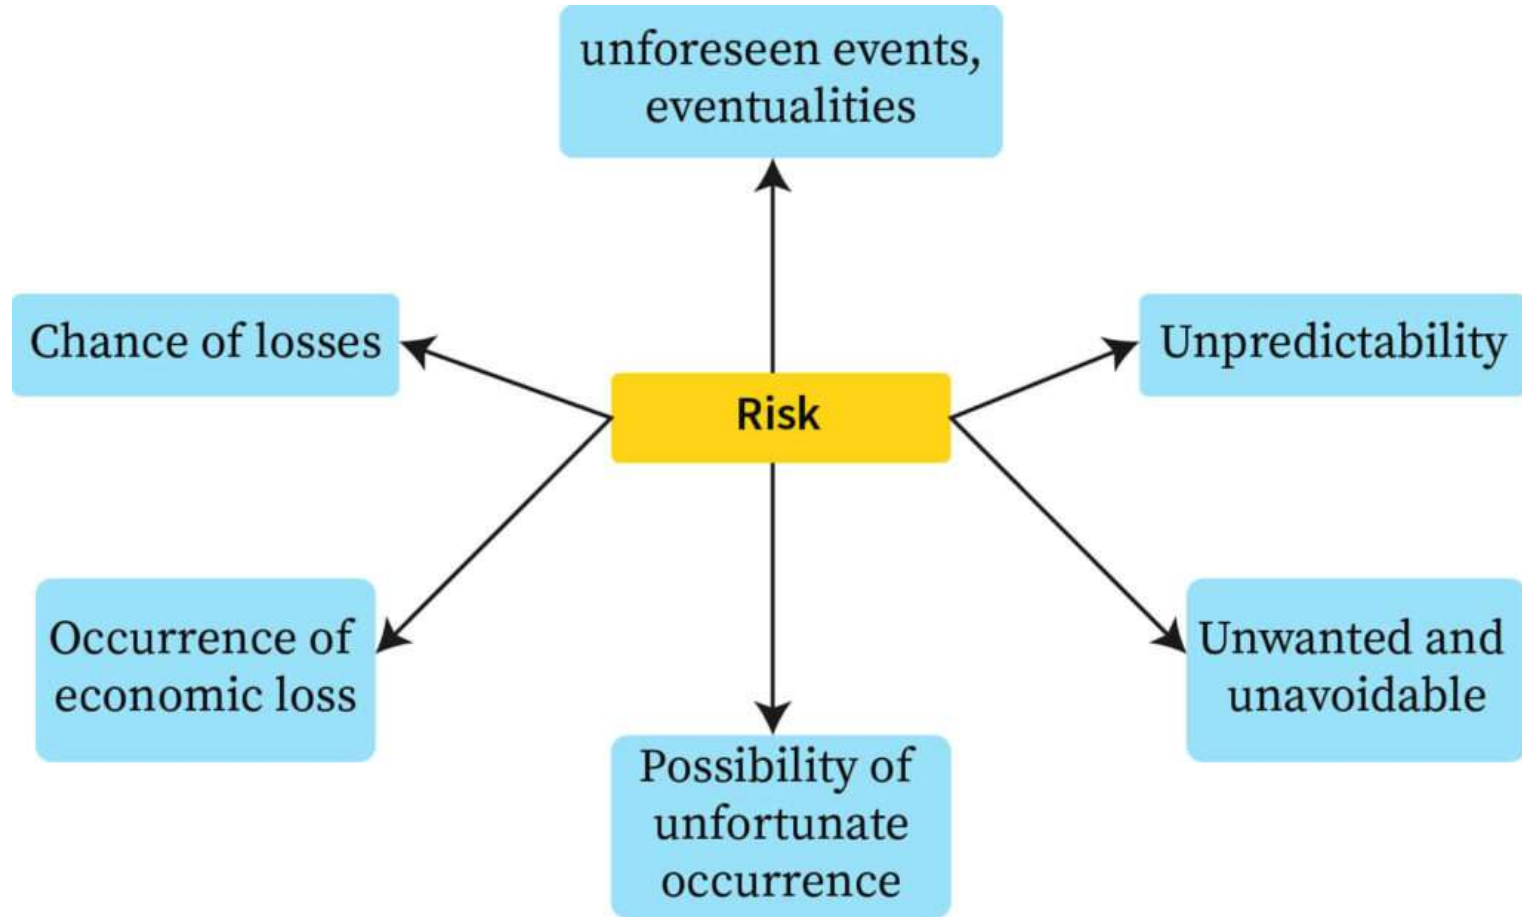 unforeseen events,
eventualities
Chance of losses
Unpredictability
Risk
Occurrence of
economic loss
Unwanted and
unavoidable
Possibility of
unfortunate
occurrence